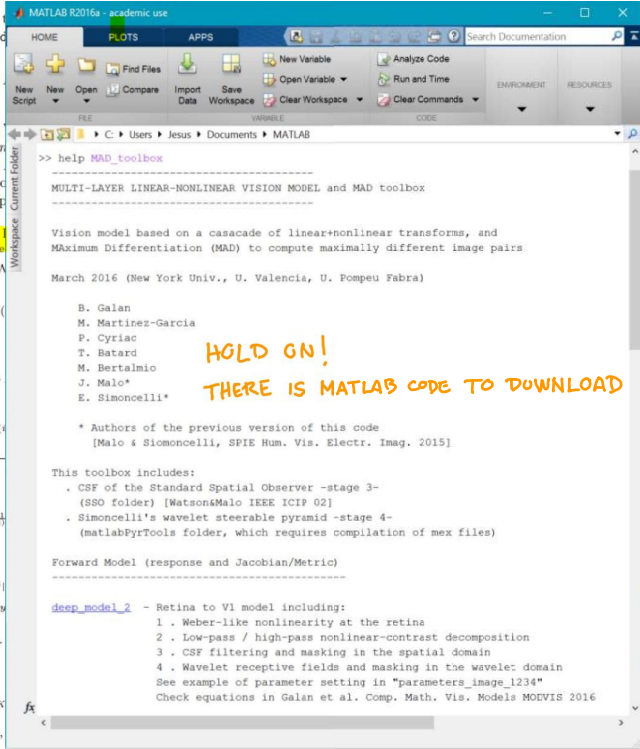 MATLAB R2016a - academic use
HOME PLOTS APPS Search Documentation
New Script New Open Find Files Compare Import Data Save Workspace New Variable Open Variable Clear Workspace Analyze Code Run and Time Clear Commands ENVIRONMENT RESOURCES
FILE VARIABLE CODE
C: Users Jesus Documents MATLAB
Current Folder
Workspace
>> help MAD_toolbox
----------------------------------------
MULTI-LAYER LINEAR-NONLINEAR VISION MODEL and MAD toolbox
----------------------------------------
Vision model based on a casacade of linear+nonlinear transforms, and
MAximum Differentiation (MAD) to compute maximally different image pairs
March 2016 (New York Univ., U. Valencia, U. Pompeu Fabra)
B. Galan
M. Martinez-Garcia
P. Cyriac
T. Batard
M. Bertalmio
J. Malo*
E. Simoncelli*
HOLD ON!
THERE IS MATLAB CODE TO DOWNLOAD
* Authors of the previous version of this code
[Malo & Siomoncelli, SPIE Hum. Vis. Electr. Imag. 2015]
This toolbox includes:
. CSF of the Standard Spatial Observer -stage 3-
(SSO folder) [Watson&Malo IEEE ICIP 02]
. Simoncelli's wavelet steerable pyramid -stage 4-
(matlabPyrTools folder, which requires compilation of mex files)
Forward Model (response and Jacobian/Metric)
---------------------------------------------
deep_model_2 - Retina to V1 model including:
1 . Weber-like nonlinearity at the retina
2 . Low-pass / high-pass nonlinear-contrast decomposition
3 . CSF filtering and masking in the spatial domain
4 . Wavelet receptive fields and masking in the wavelet domain
See example of parameter setting in "parameters_image_1234"
Check equations in Galan et al. Comp. Math. Vis. Models MODVIS 2016
fx